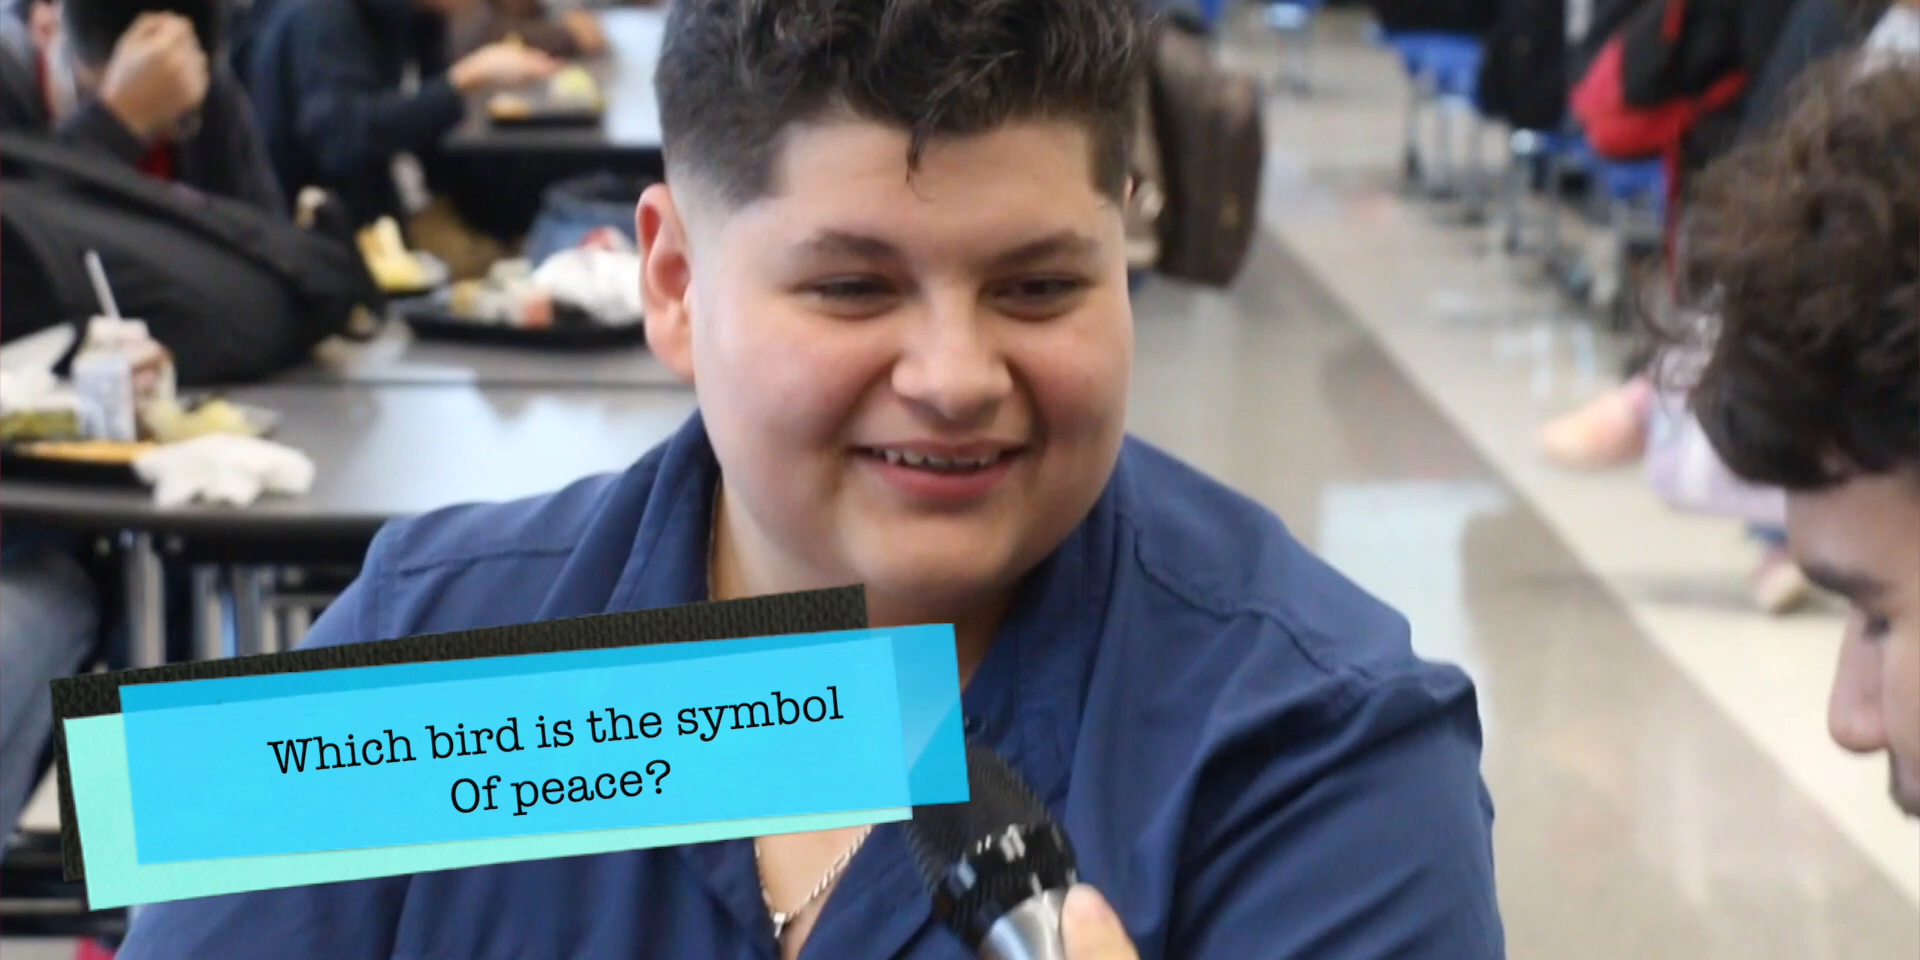 Which bird is the symbol
Of peace?